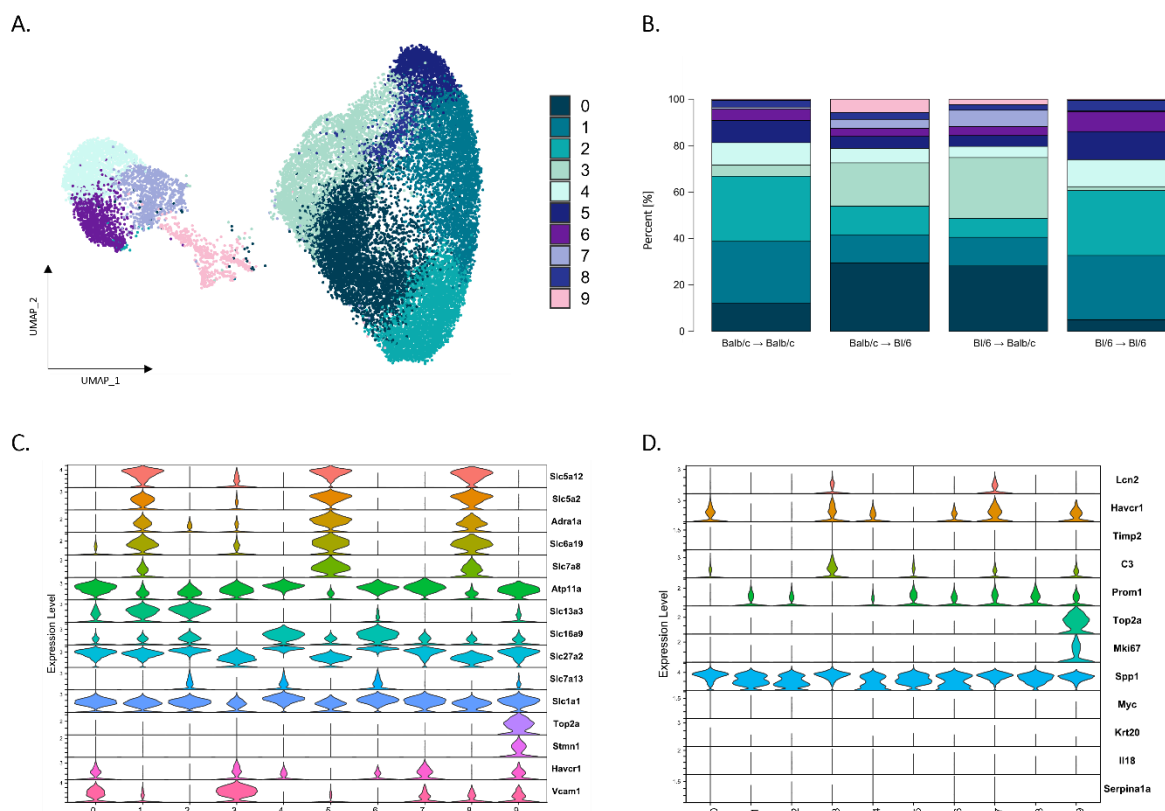 A.
0
1
2
3
4
5
6
7
8
9
UMAP_2
UMAP_1
B.
Percent [%]
100
80
60
40
20
0
Balb/c → Balb/c
Balb/c → Bl/6
Bl/6 → Balb/c
Bl/6 → Bl/6
C.
Expression Level
Slc5a12
Slc5a2
Adra1a
Slc6a19
Slc7a8
Atp11a
Slc13a3
Slc16a9
Slc27a2
Slc7a13
Slc1a1
Top2a
Stmn1
Havcr1
Vcam1
D.
Expression Level
Lcn2
Havcr1
Timp2
C3
Prom1
Top2a
Mki67
Spp1
Myc
Krt20
Il18
Serpina1a